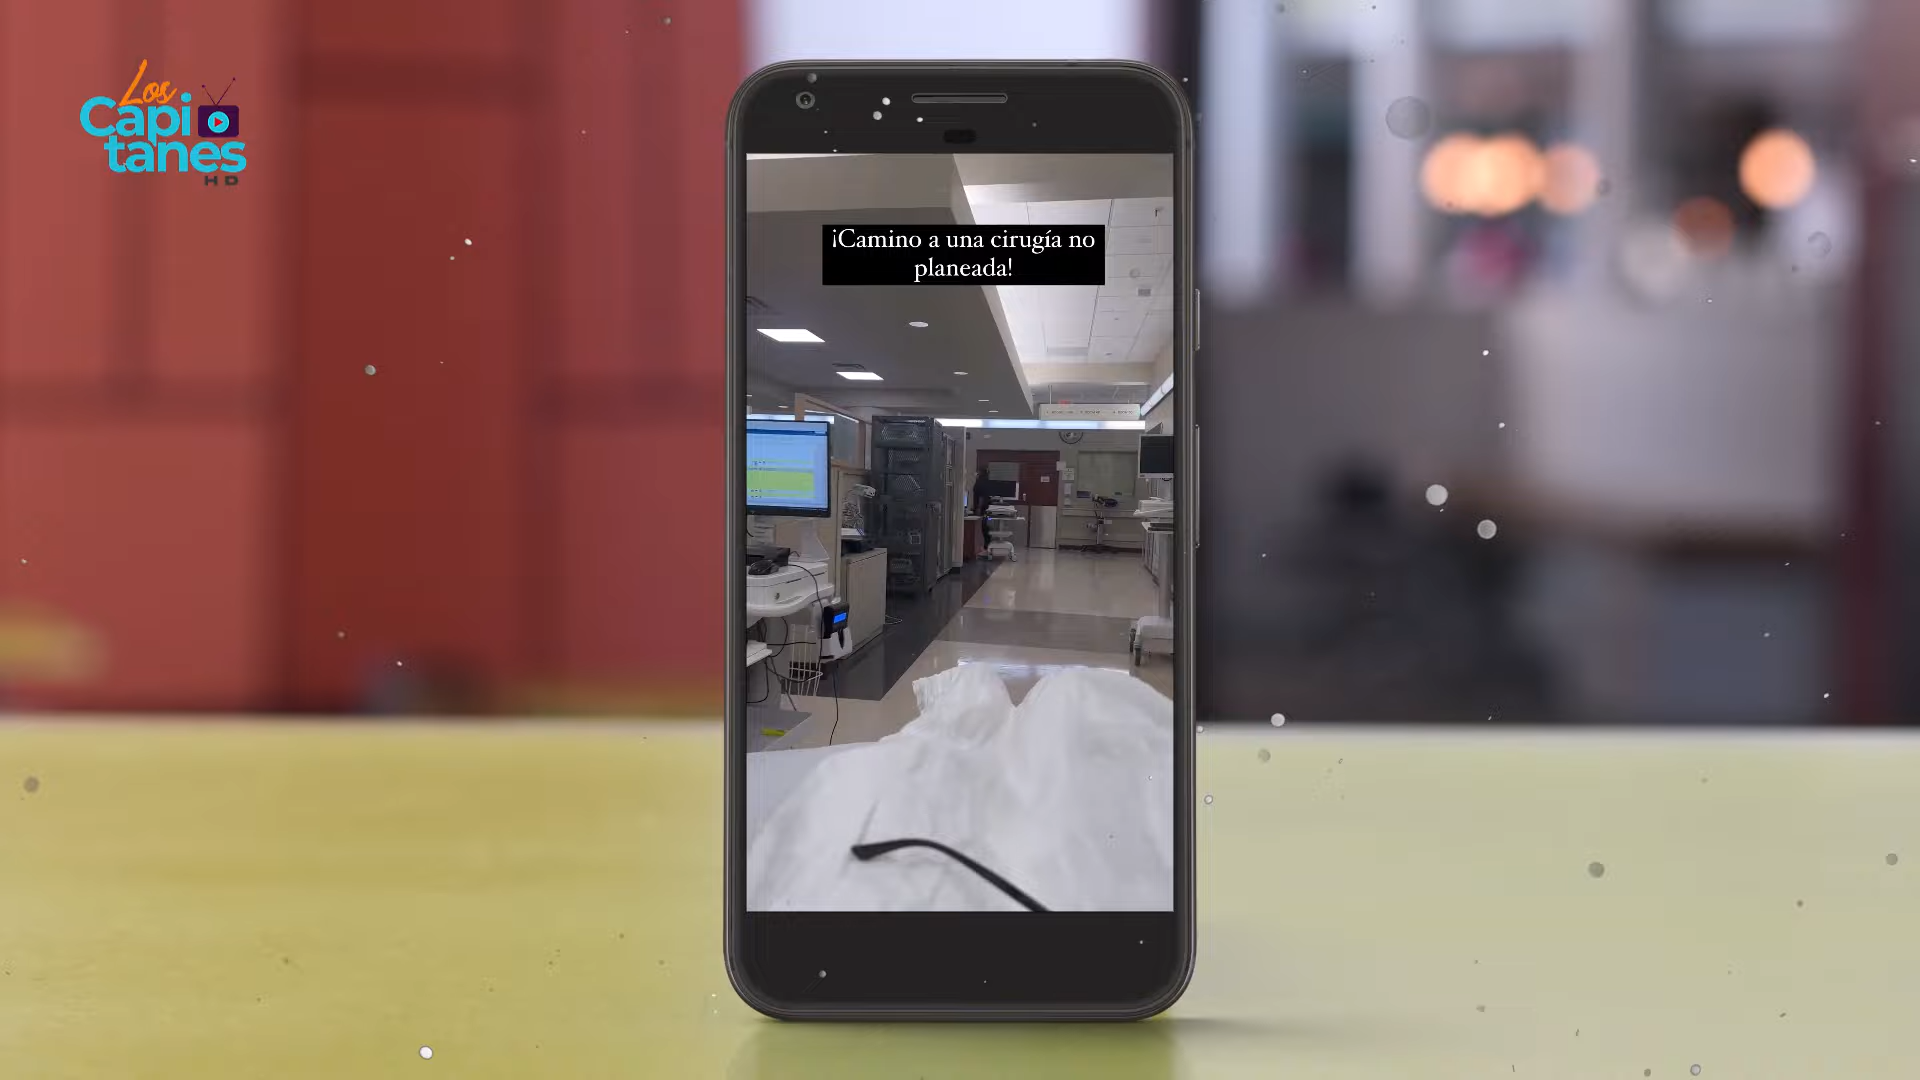 Los
Capi
tanes
HD
¡Camino a una cirugía no
planeada!